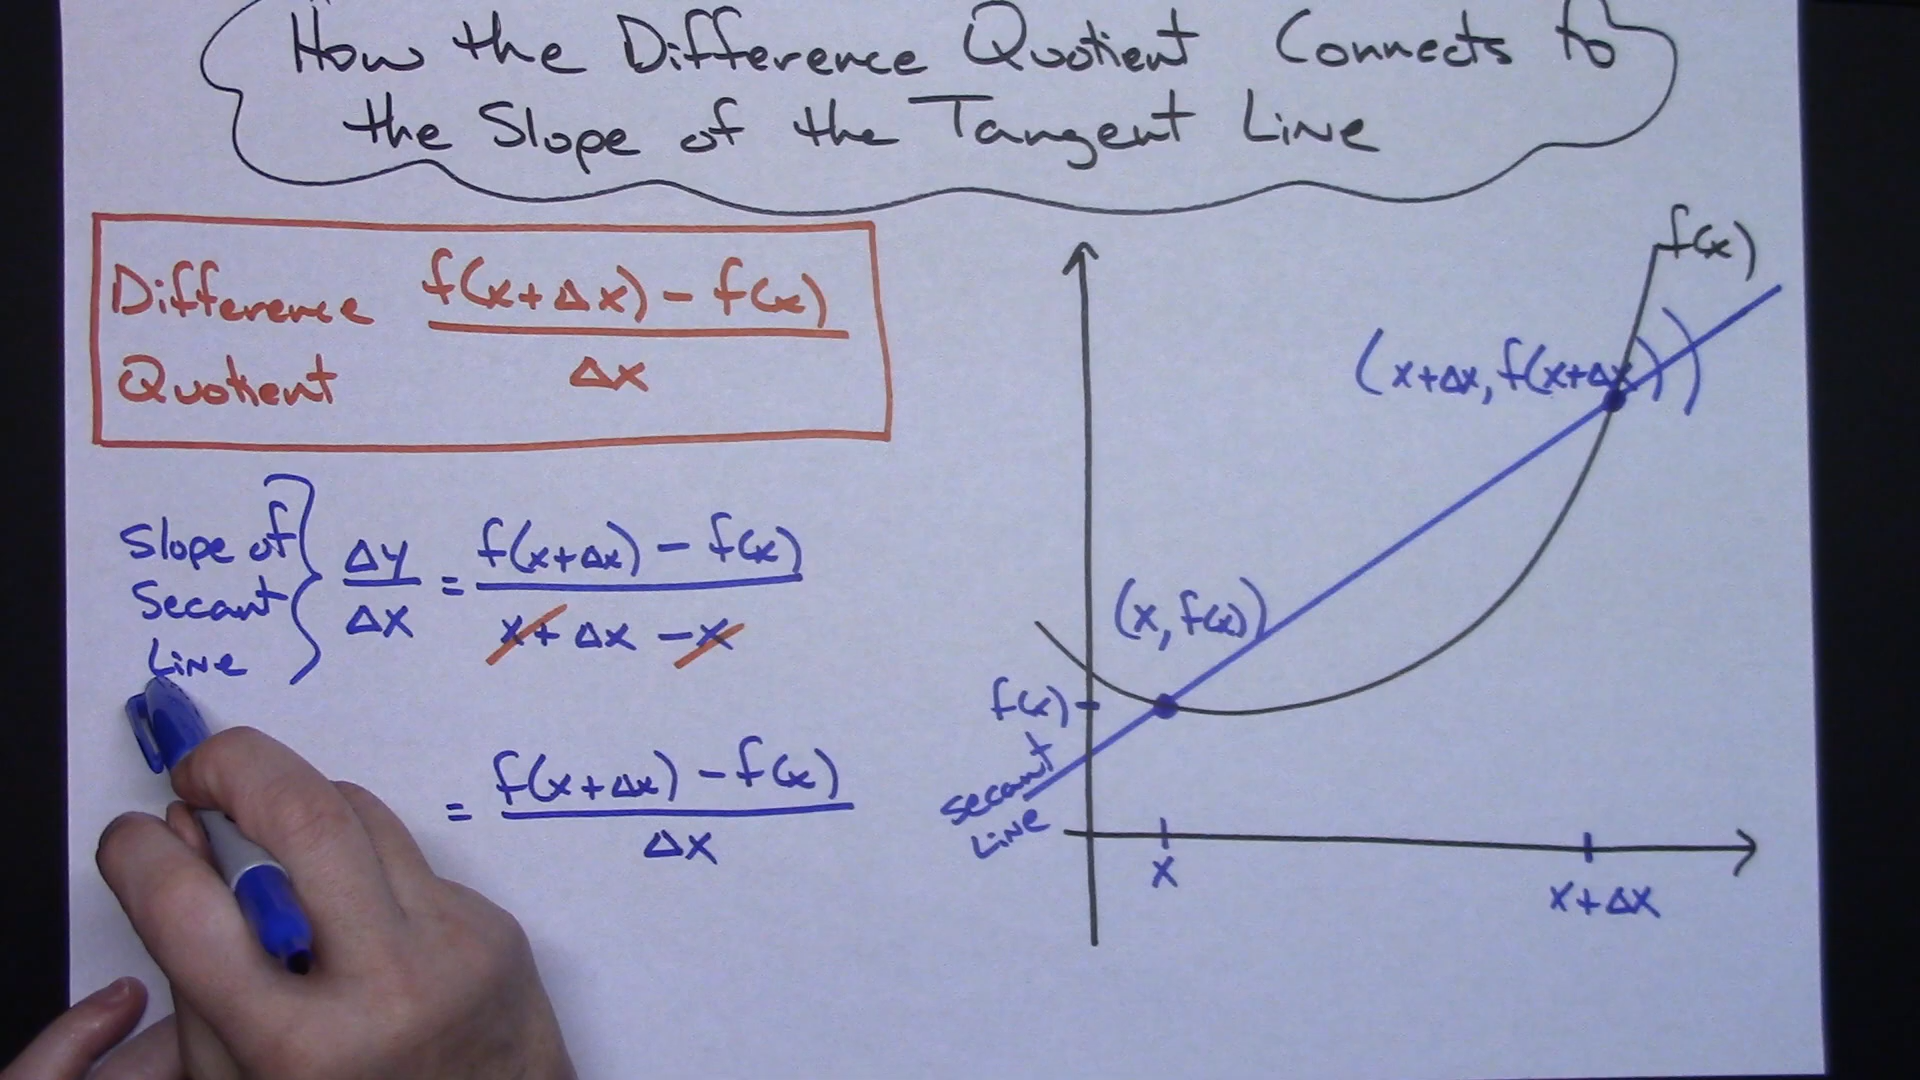 How the Difference Quotient Connects to
the Slope of the Tangent Line
Difference
Quotient
f(x+Δx) - f(x)
Δx
Slope of
Secant
Line
Δy
Δx
=
f(x+Δx) - f(x)
x + Δx - x
=
f(x+Δx) - f(x)
Δx
f(x)
(x+Δx, f(x+Δx))
(x, f(x))
f(x)
Secant
Line
x
x+Δx